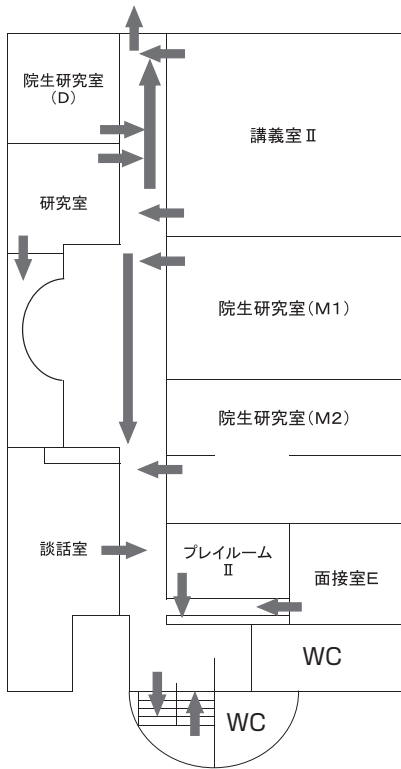 院生研究室
（D）
講義室Ⅱ
研究室
院生研究室（M1）
院生研究室（M2）
談話室
プレイルーム
Ⅱ
面接室E
WC
WC